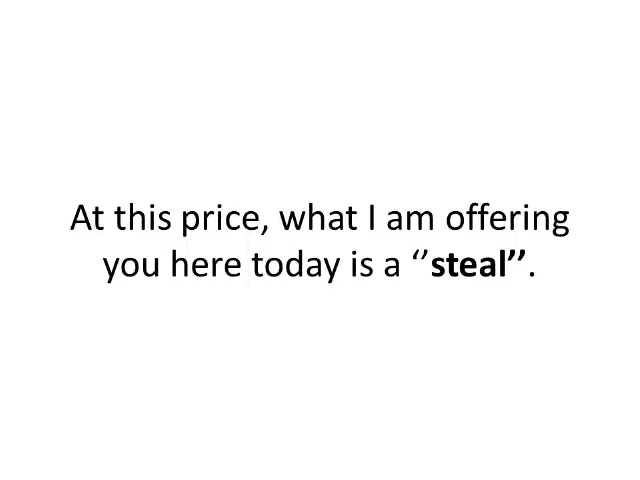 At this price, what I am offering
you here today is a ‘’steal’’.